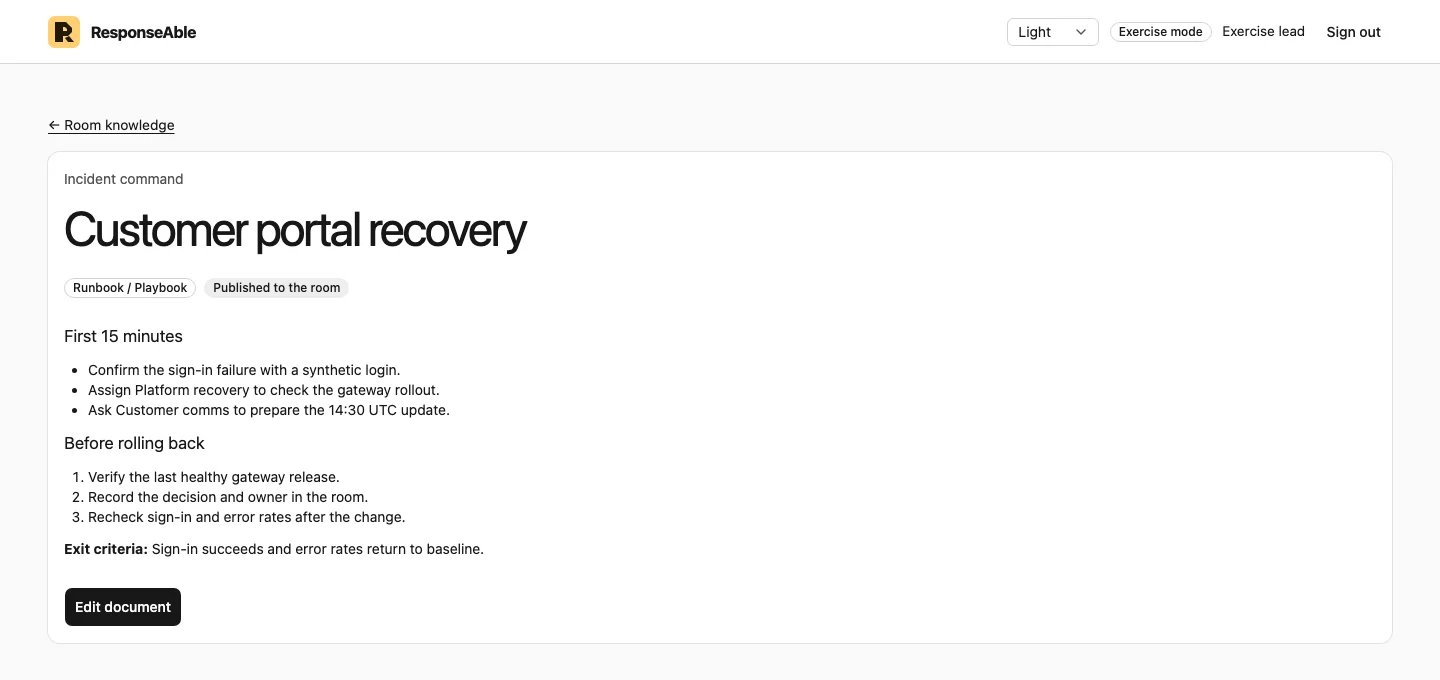 ResponseAble
Light
Exercise mode
Exercise lead
Sign out
← Room knowledge
Incident command
Customer portal recovery
Runbook / Playbook
Published to the room
First 15 minutes
• Confirm the sign-in failure with a synthetic login.
• Assign Platform recovery to check the gateway rollout.
• Ask Customer comms to prepare the 14:30 UTC update.
Before rolling back
1. Verify the last healthy gateway release.
2. Record the decision and owner in the room.
3. Recheck sign-in and error rates after the change.
Exit criteria: Sign-in succeeds and error rates return to baseline.
Edit document